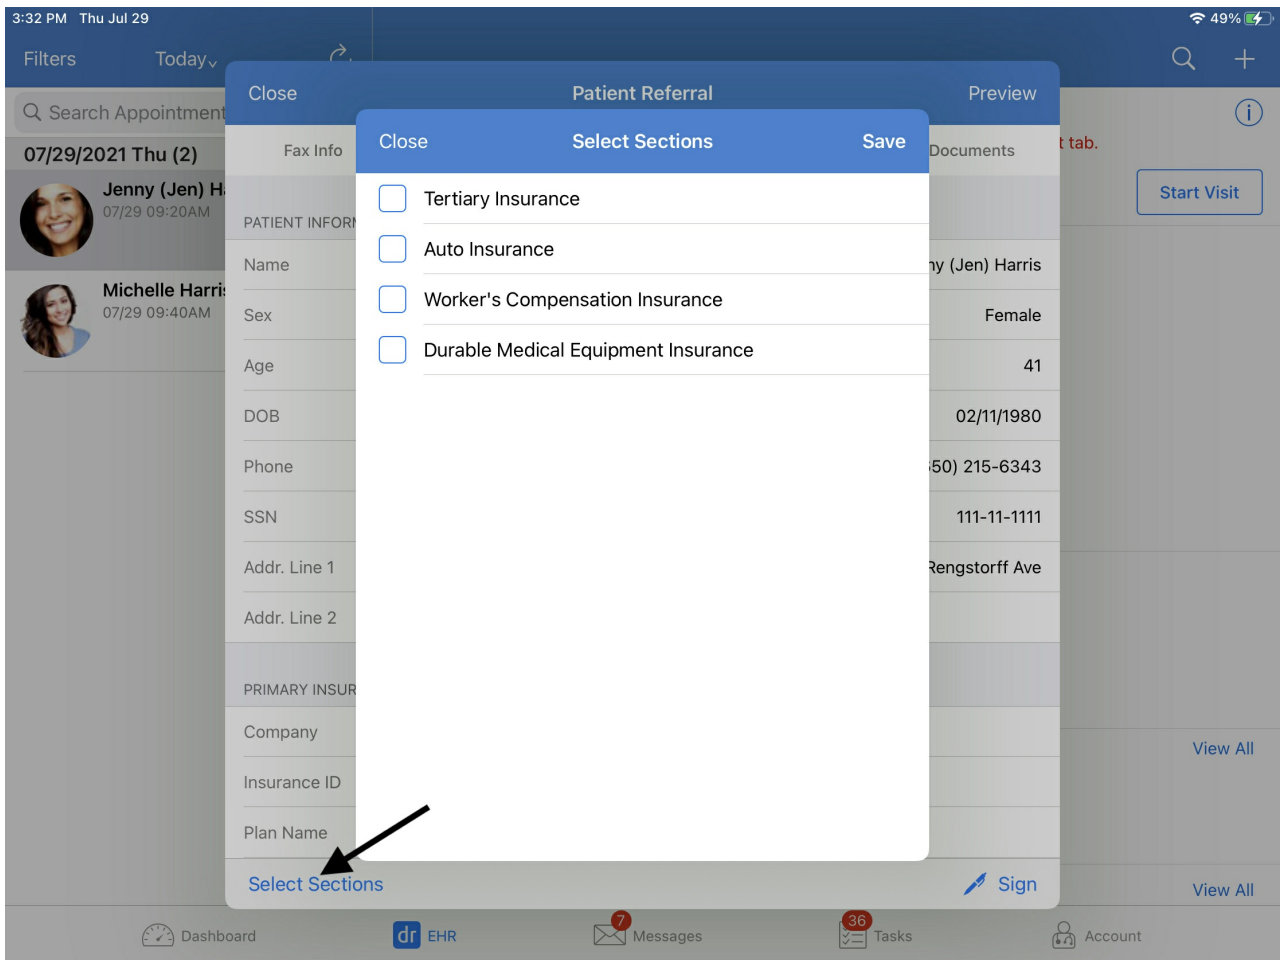 3:32 PM Thu Jul 29
49%
Filters
Today
Close
Patient Referral
Preview
Search Appointment
Close
Select Sections
Save
Fax Info
Documents
t tab.
07/29/2021 Thu (2)
Jenny (Jen) H
07/29 09:20AM
Start Visit
Tertiary Insurance
PATIENT INFOR
Auto Insurance
Name
ny (Jen) Harris
Michelle Harris
07/29 09:40AM
Worker's Compensation Insurance
Sex
Female
Durable Medical Equipment Insurance
Age
41
DOB
02/11/1980
Phone
50) 215-6343
SSN
111-11-1111
Addr. Line 1
Rengstorff Ave
Addr. Line 2
PRIMARY INSUR
Company
View All
Insurance ID
Plan Name
Select Sections
Sign
View All
Dashboard
dr EHR
7
Messages
36
Tasks
Account